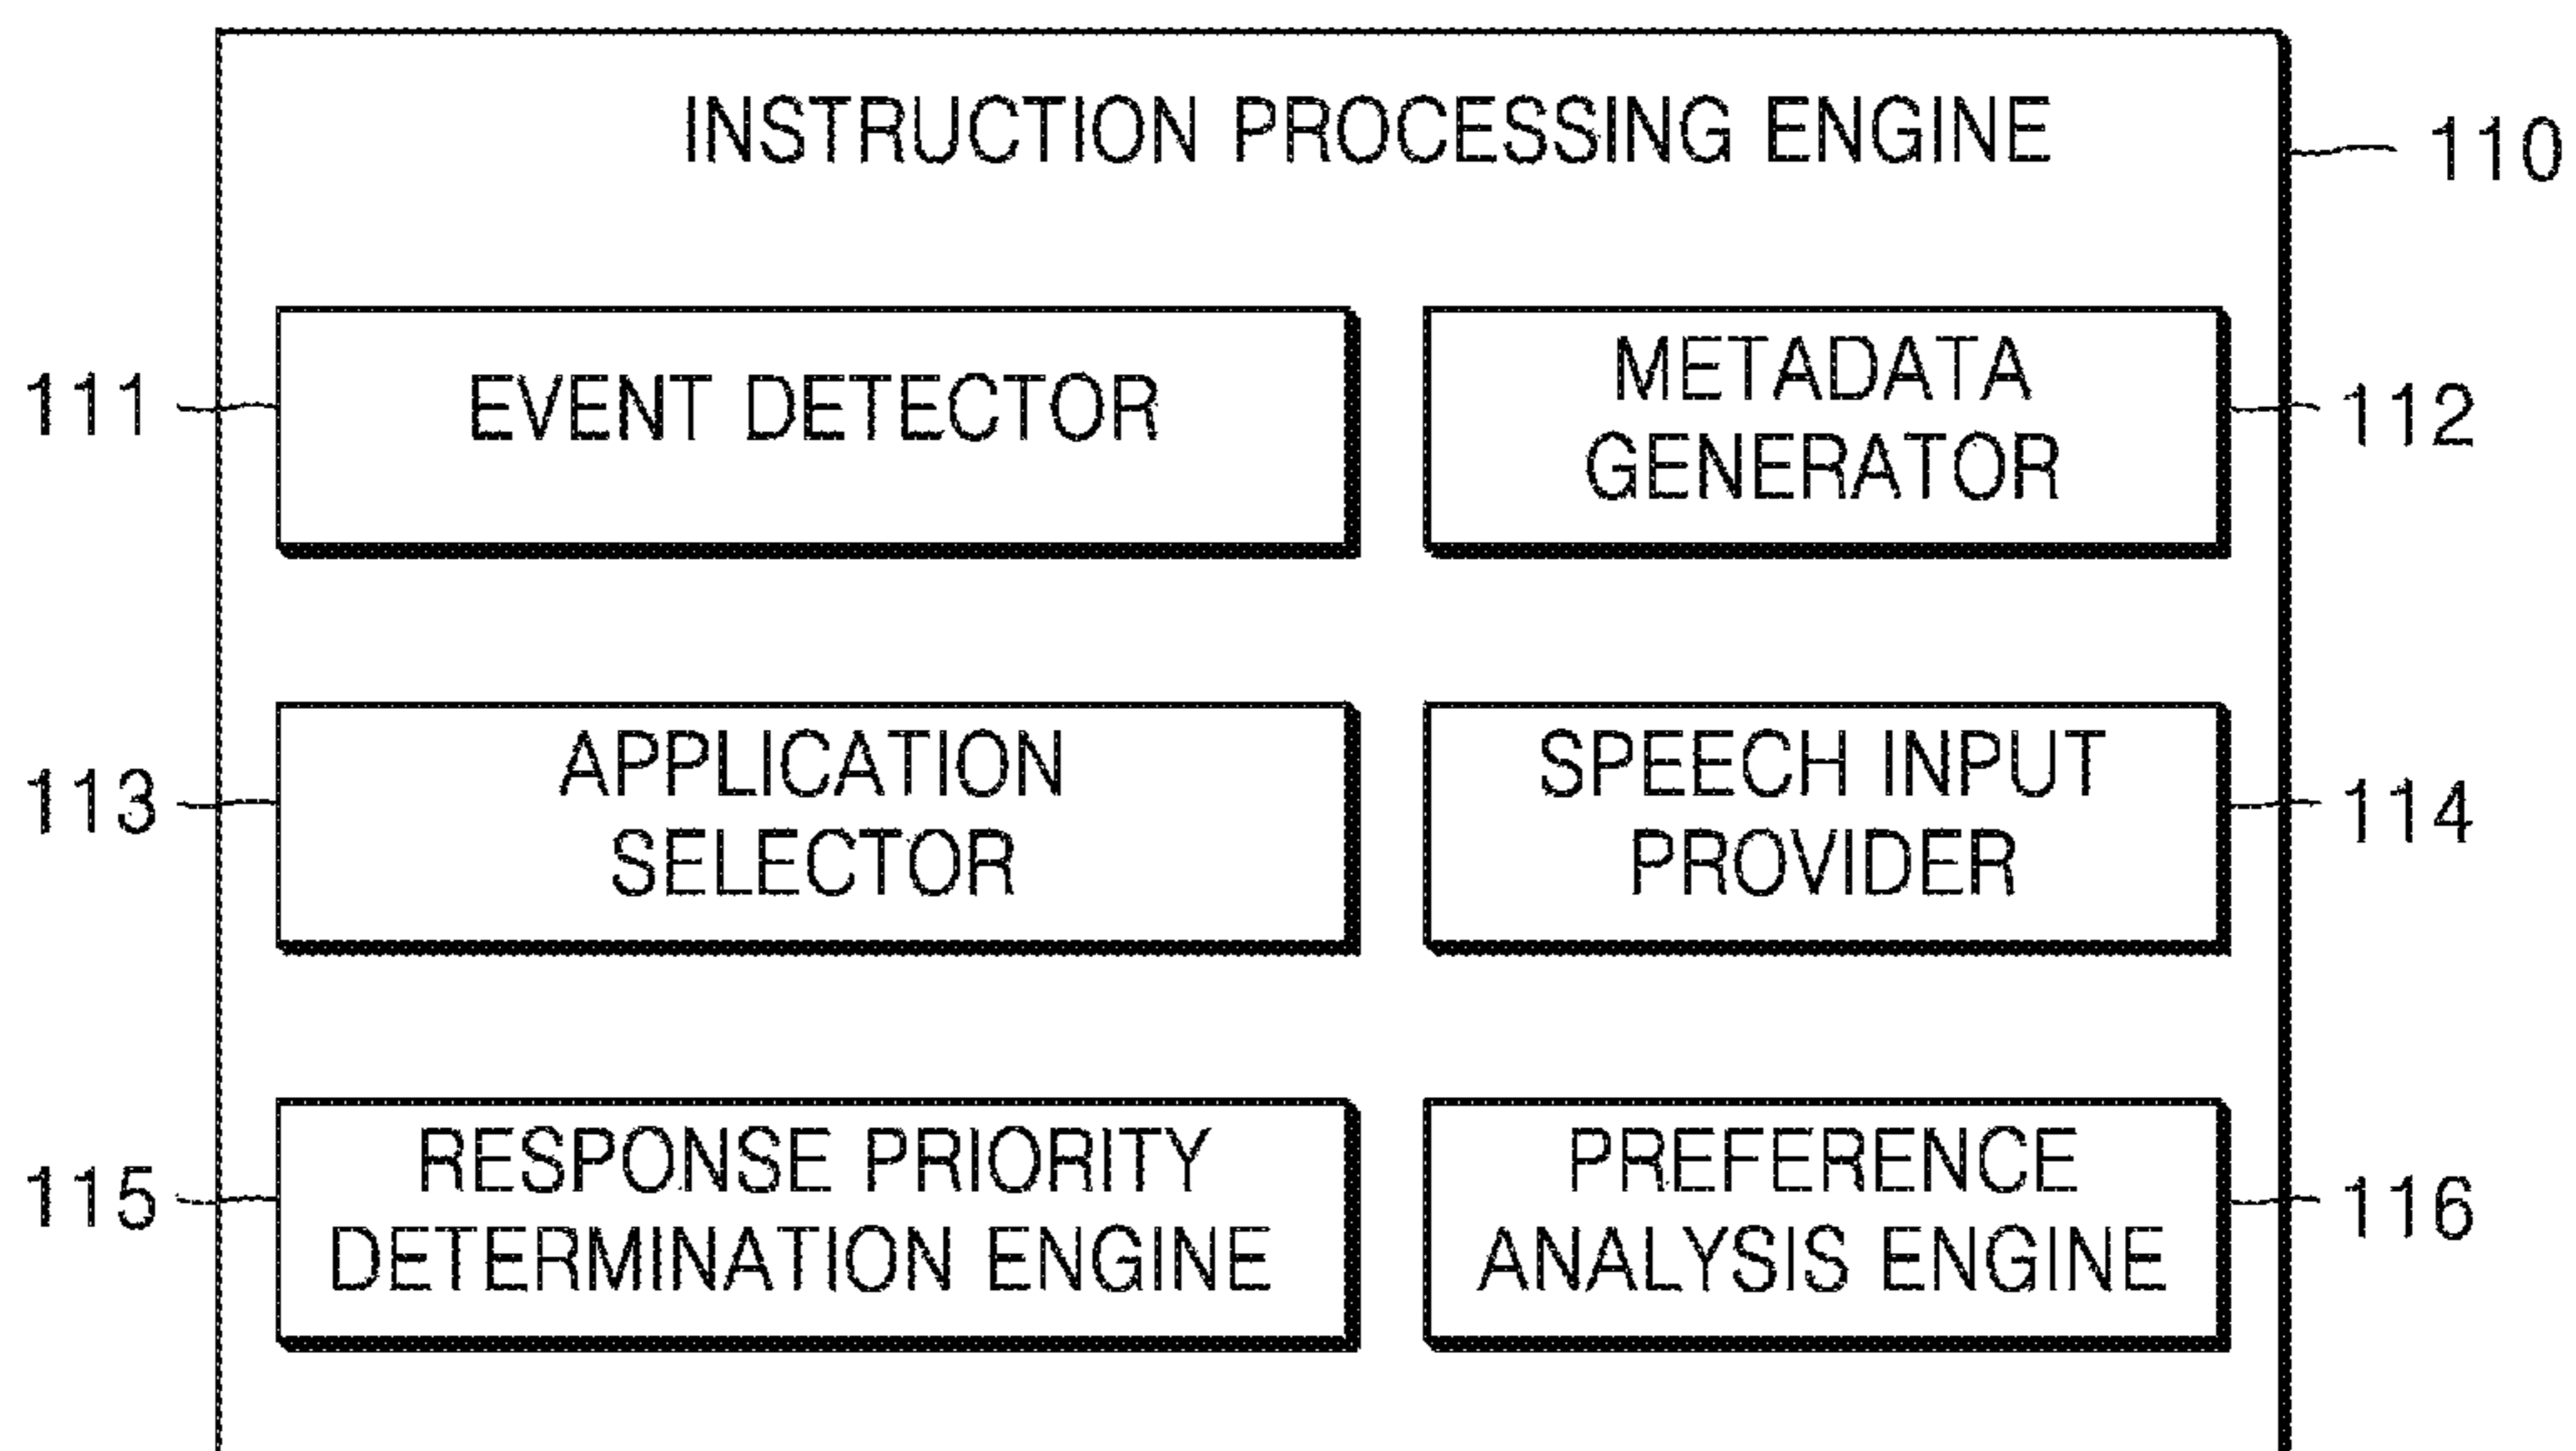 INSTRUCTION PROCESSING ENGINE
110
111
EVENT DETECTOR
METADATA
GENERATOR
112
113
APPLICATION
SELECTOR
SPEECH INPUT
PROVIDER
114
115
RESPONSE PRIORITY
DETERMINATION ENGINE
PREFERENCE
ANALYSIS ENGINE
116